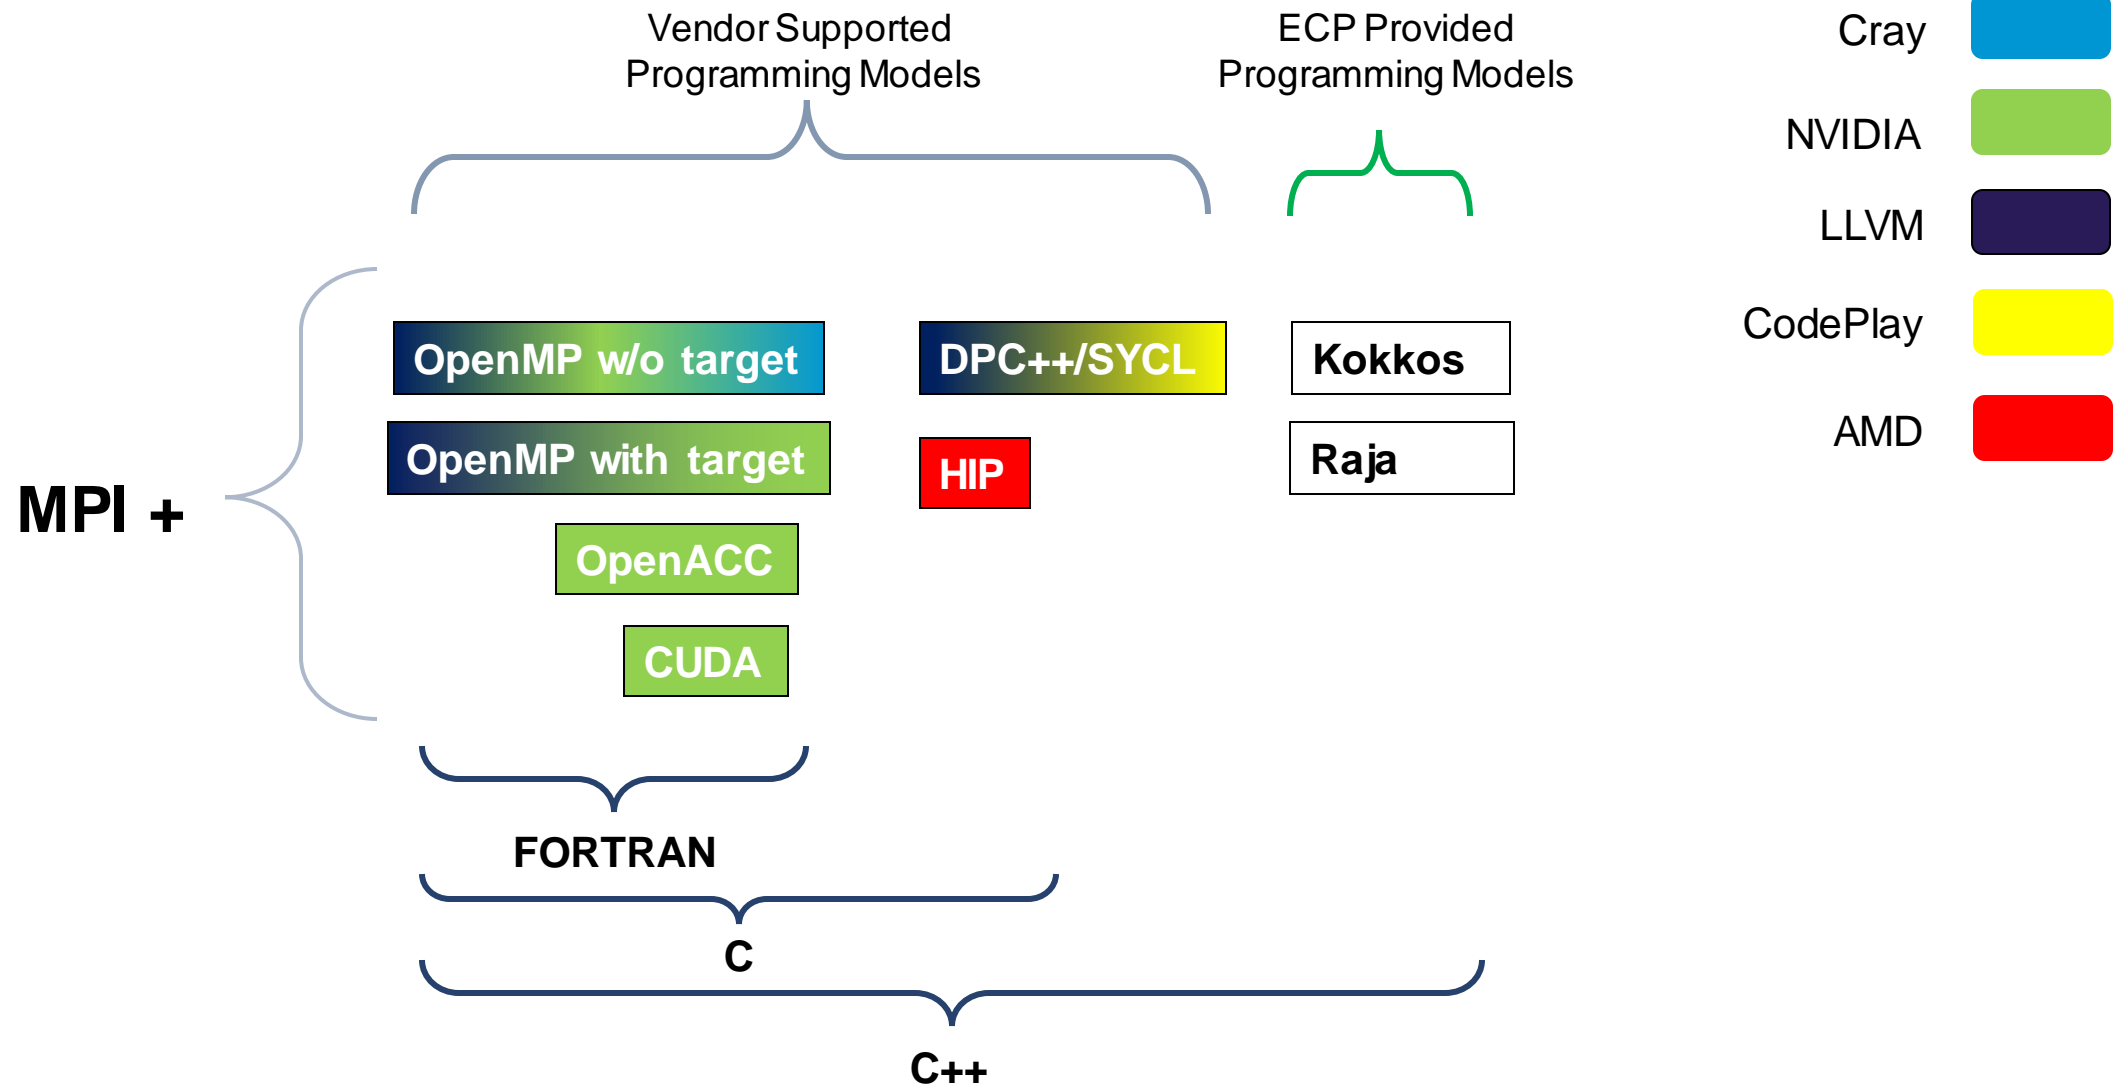 Vendor Supported
Programming Models
ECP Provided
Programming Models
Cray
NVIDIA
LLVM
CodePlay
AMD
MPI +
OpenMP w/o target
DPC++/SYCL
Kokkos
OpenMP with target
HIP
Raja
OpenACC
CUDA
FORTRAN
C
C++